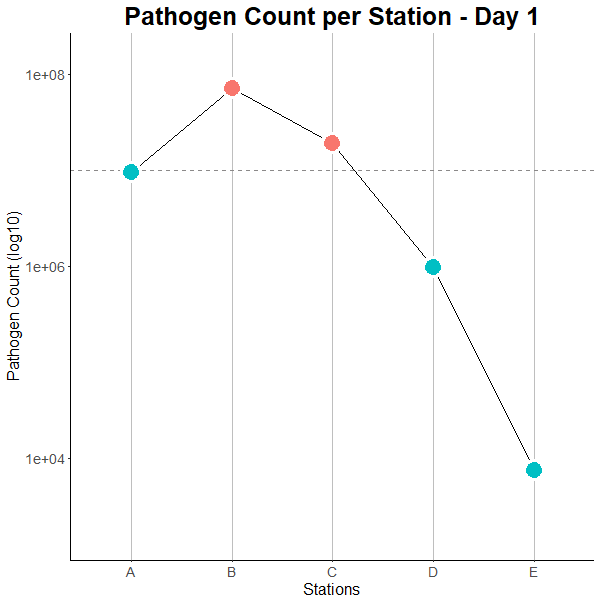 Pathogen Count per Station - Day 1
Pathogen Count (log10)
1e+08
1e+06
1e+04
A
B
C
D
E
Stations